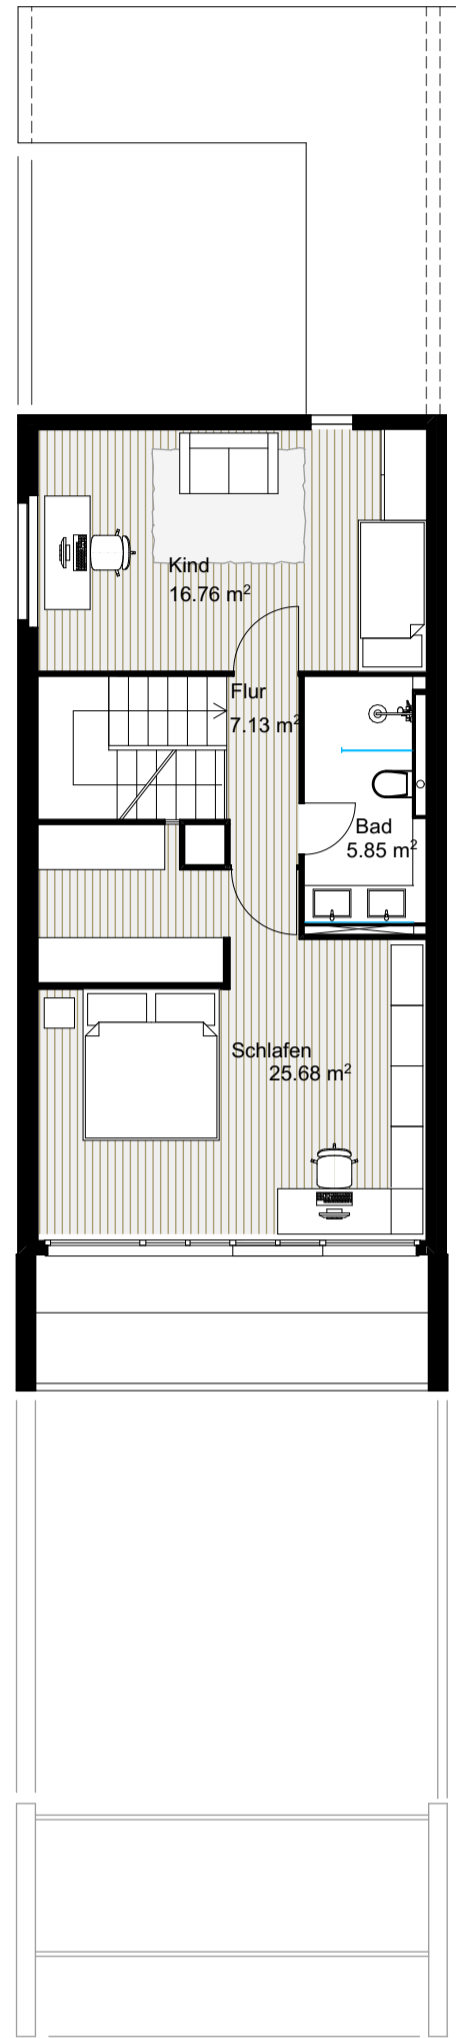 Kind
16.76 m²
Flur
7.13 m²
Bad
5.85 m²
Schlafen
25.68 m²